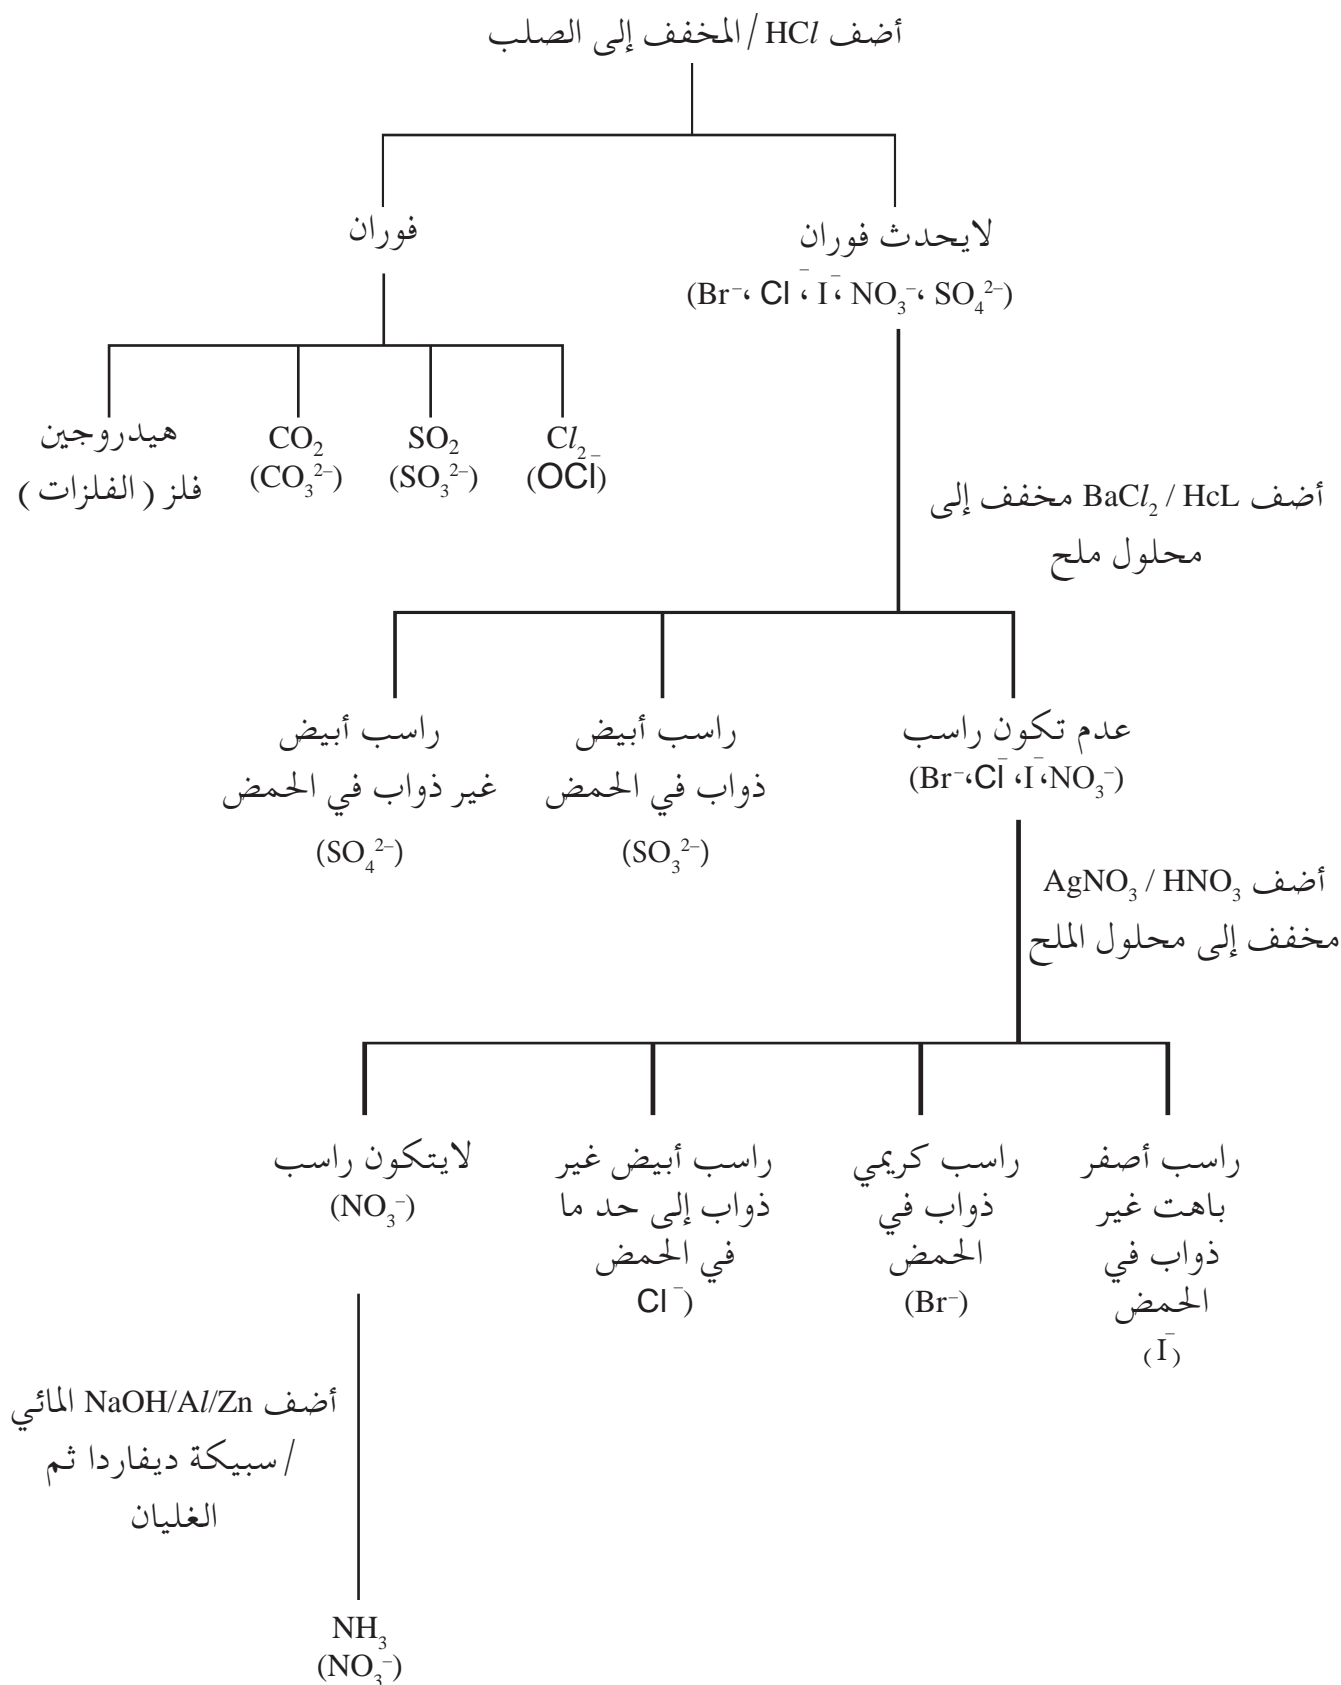 أضف HCl / المخفف إلى الصلب
لايحدث فوران
(Br⁻، Cl⁻، I⁻، NO₃⁻، SO₄²⁻)
فوران
Cl₂
(OCl⁻)
SO₂
(SO₃²⁻)
CO₂
(CO₃²⁻)
هيدروجين
فلز (الفلزات)
أضف BaCl₂ / HcL مخفف إلى
محلول ملح
عدم تكون راسب
(Br⁻،Cl⁻،I⁻،NO₃⁻)
راسب أبيض
ذواب في الحمض
(SO₃²⁻)
راسب أبيض
غير ذواب في الحمض
(SO₄²⁻)
أضف AgNO₃ / HNO₃
مخفف إلى محلول الملح
راسب أصفر
باهت غير
ذواب في
الحمض
(I⁻)
راسب كريمي
ذواب في
الحمض
(Br⁻)
راسب أبيض غير
ذواب إلى حد ما
في الحمض
Cl⁻)
لايتكون راسب
(NO₃⁻)
أضف NaOH/Al/Zn المائي
/ سبيكة ديفاردا ثم
الغليان
NH₃
(NO₃⁻)